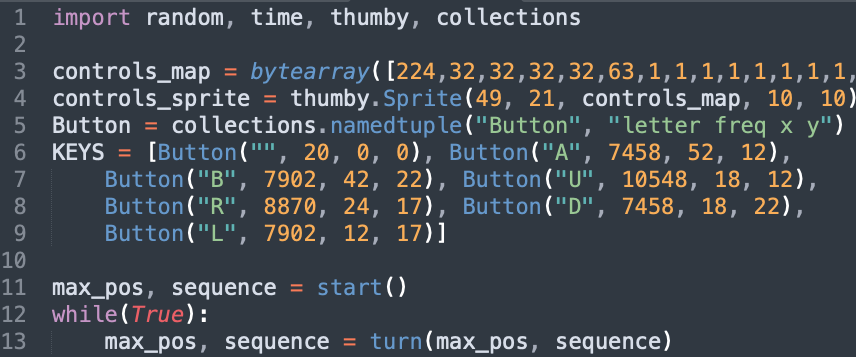 1 import random, time, thumby, collections
2
3 controls_map = bytearray([224,32,32,32,32,63,1,1,1,1,1,1,1,1,
4 controls_sprite = thumby.Sprite(49, 21, controls_map, 10, 10)
5 Button = collections.namedtuple("Button", "letter freq x y")
6 KEYS = [Button("", 20, 0, 0), Button("A", 7458, 52, 12),
7     Button("B", 7902, 42, 22), Button("U", 10548, 18, 12),
8     Button("R", 8870, 24, 17), Button("D", 7458, 18, 22),
9     Button("L", 7902, 12, 17)]
10
11 max_pos, sequence = start()
12 while(True):
13     max_pos, sequence = turn(max_pos, sequence)